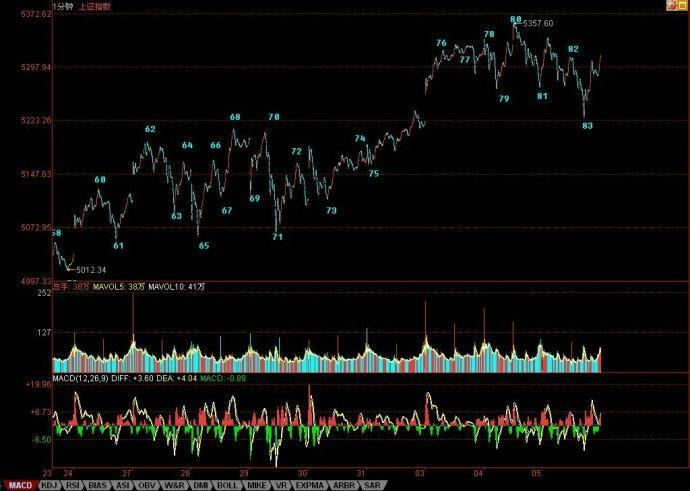 1分钟 上证指数
5372.62
5297.94
5223.26
5147.63
5072.95
4997.33
80 5357.60
76 78
77 82
79 81
83
68 70
62 64 66 74
72
60 75
63 67 69 73
61 65 71
58
5012.34
总手 38万 MAVOL5: 38万 MAVOL10: 41万
252
127
MACD(12,26,9) DIFF: +3.60 DEA: +4.04 MACD: -0.89
+19.96
+6.73
-6.50
23 24 27 28 29 30 31 03 04 05
MACD KDJ RSI BIAS ASI OBV W&R DMI BOLL MIKE VR EXPMA ARBR SAR